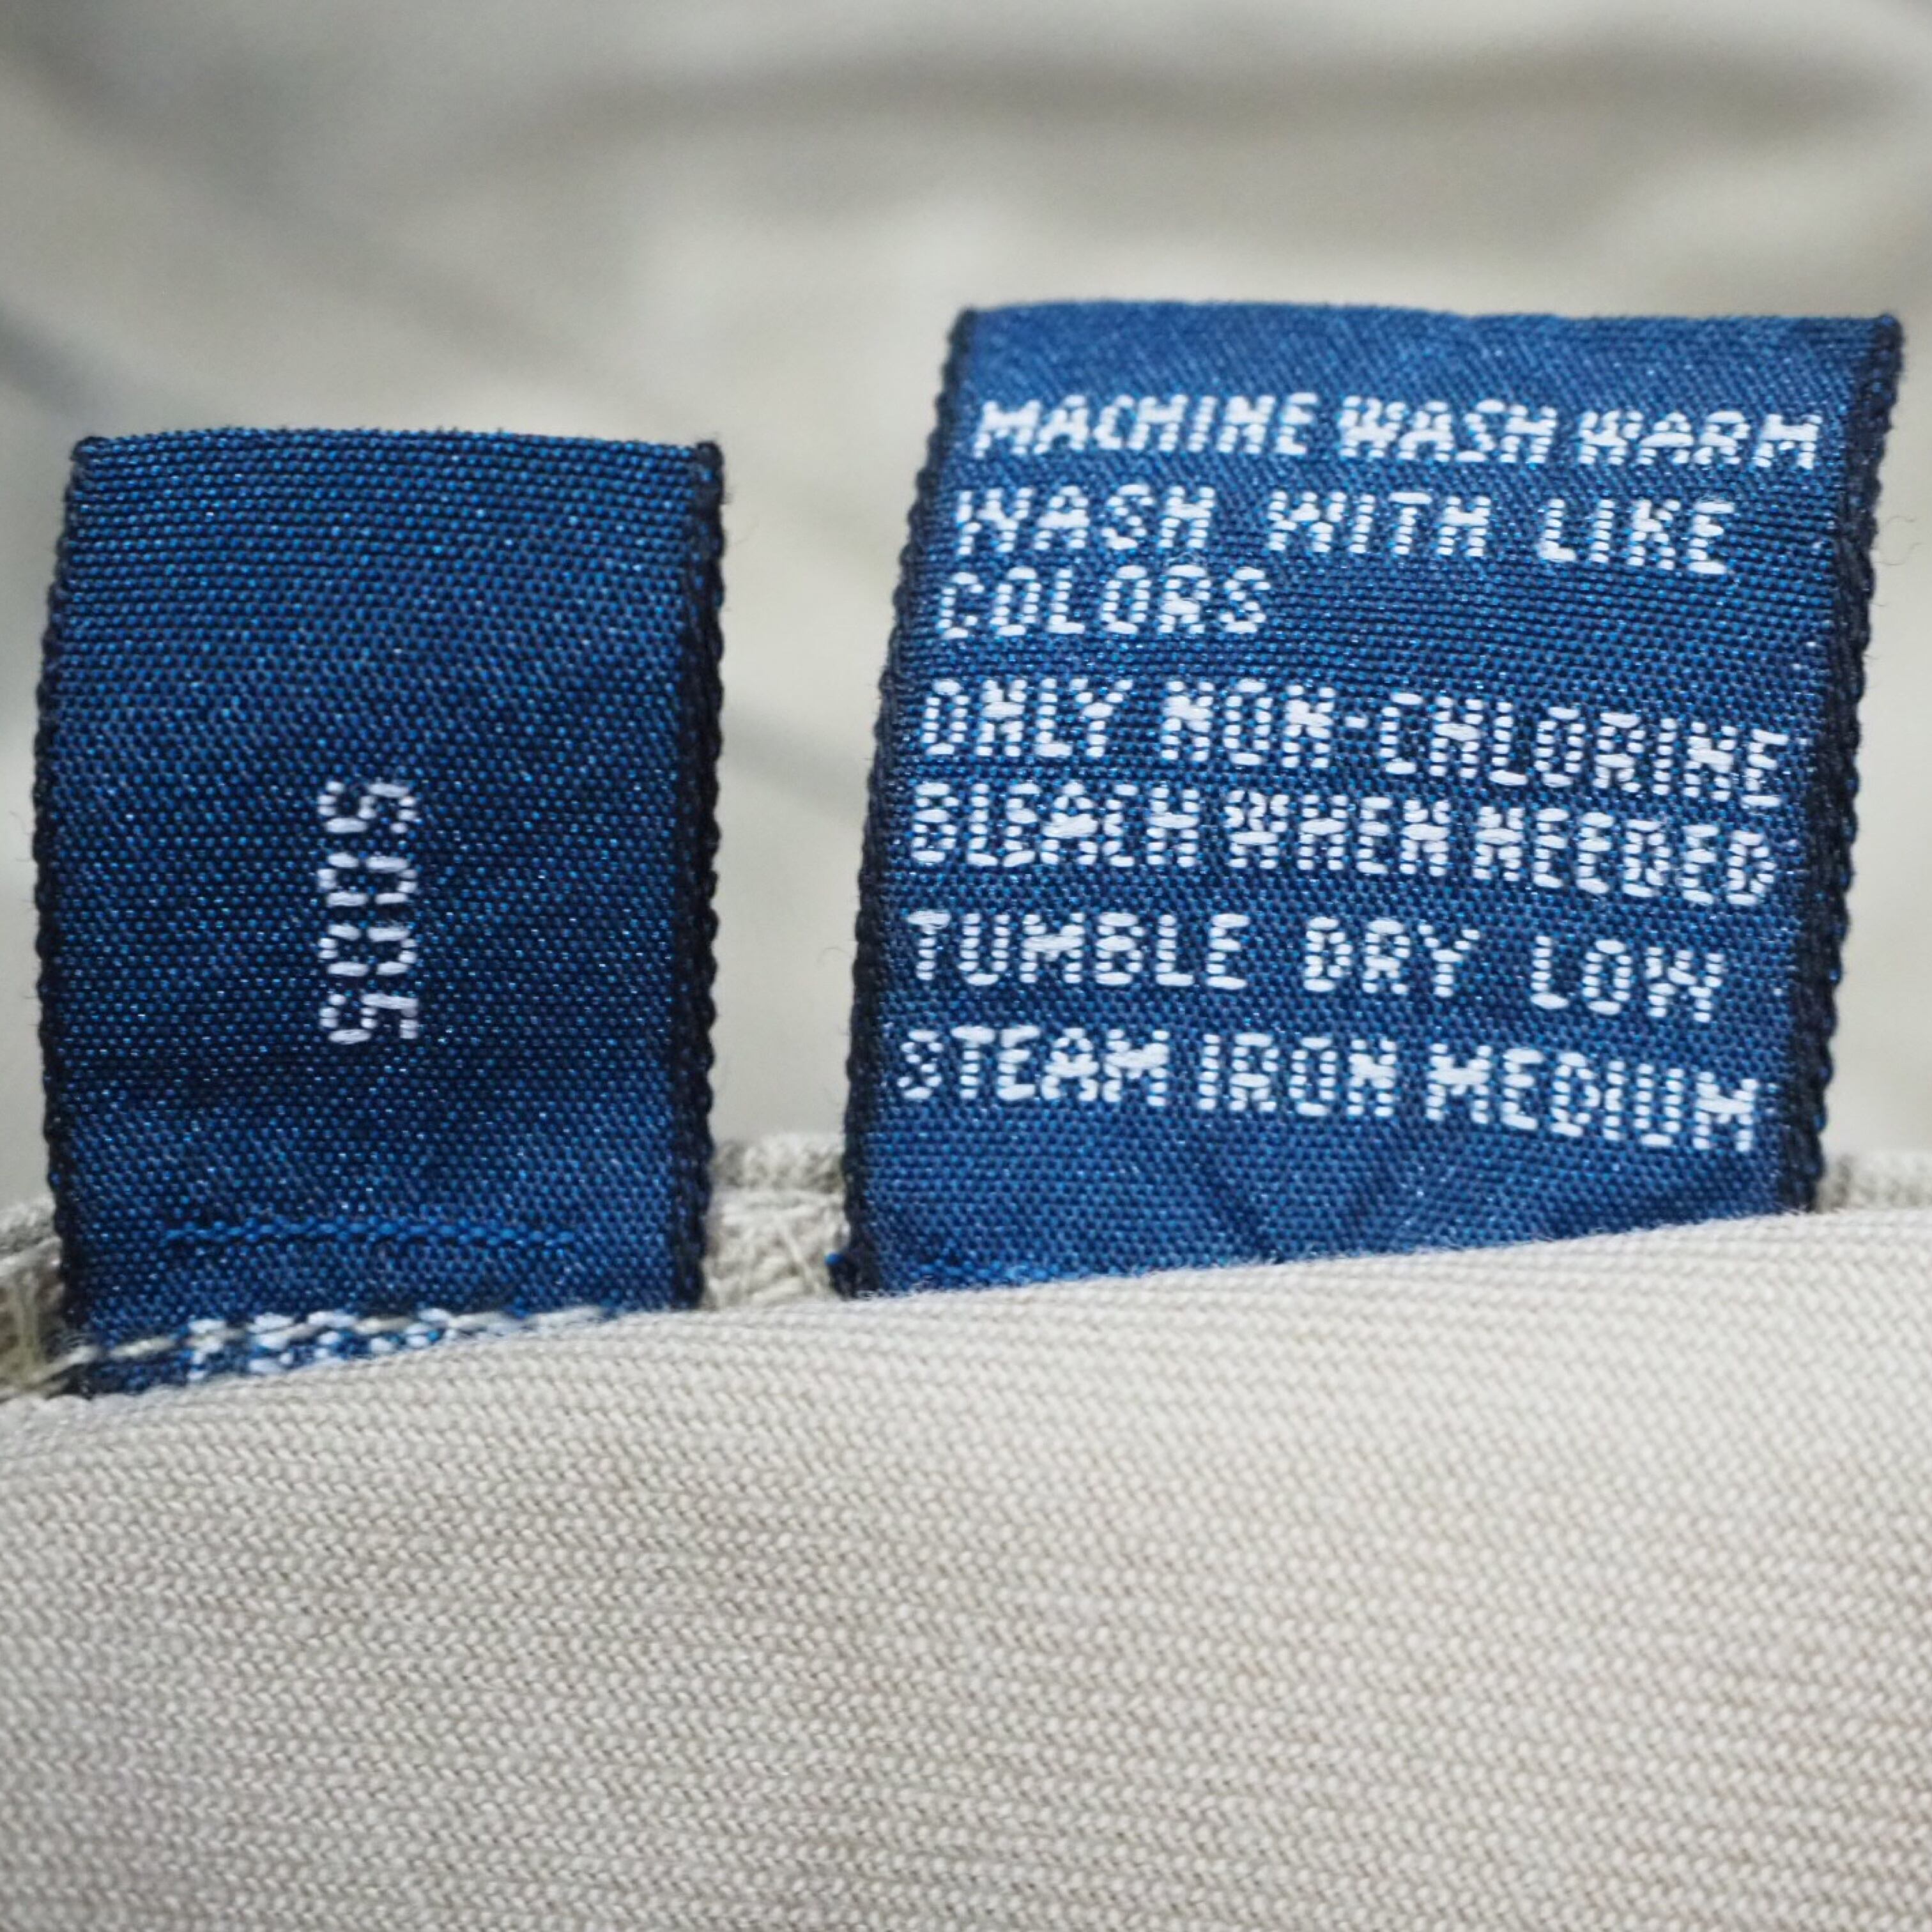 MACHINE WASH WARM
WASH WITH LIKE
COLORS
ONLY NON-CHLORINE
BLEACH WHEN NEEDED
TUMBLE DRY LOW
STEAM IRON MEDIUM